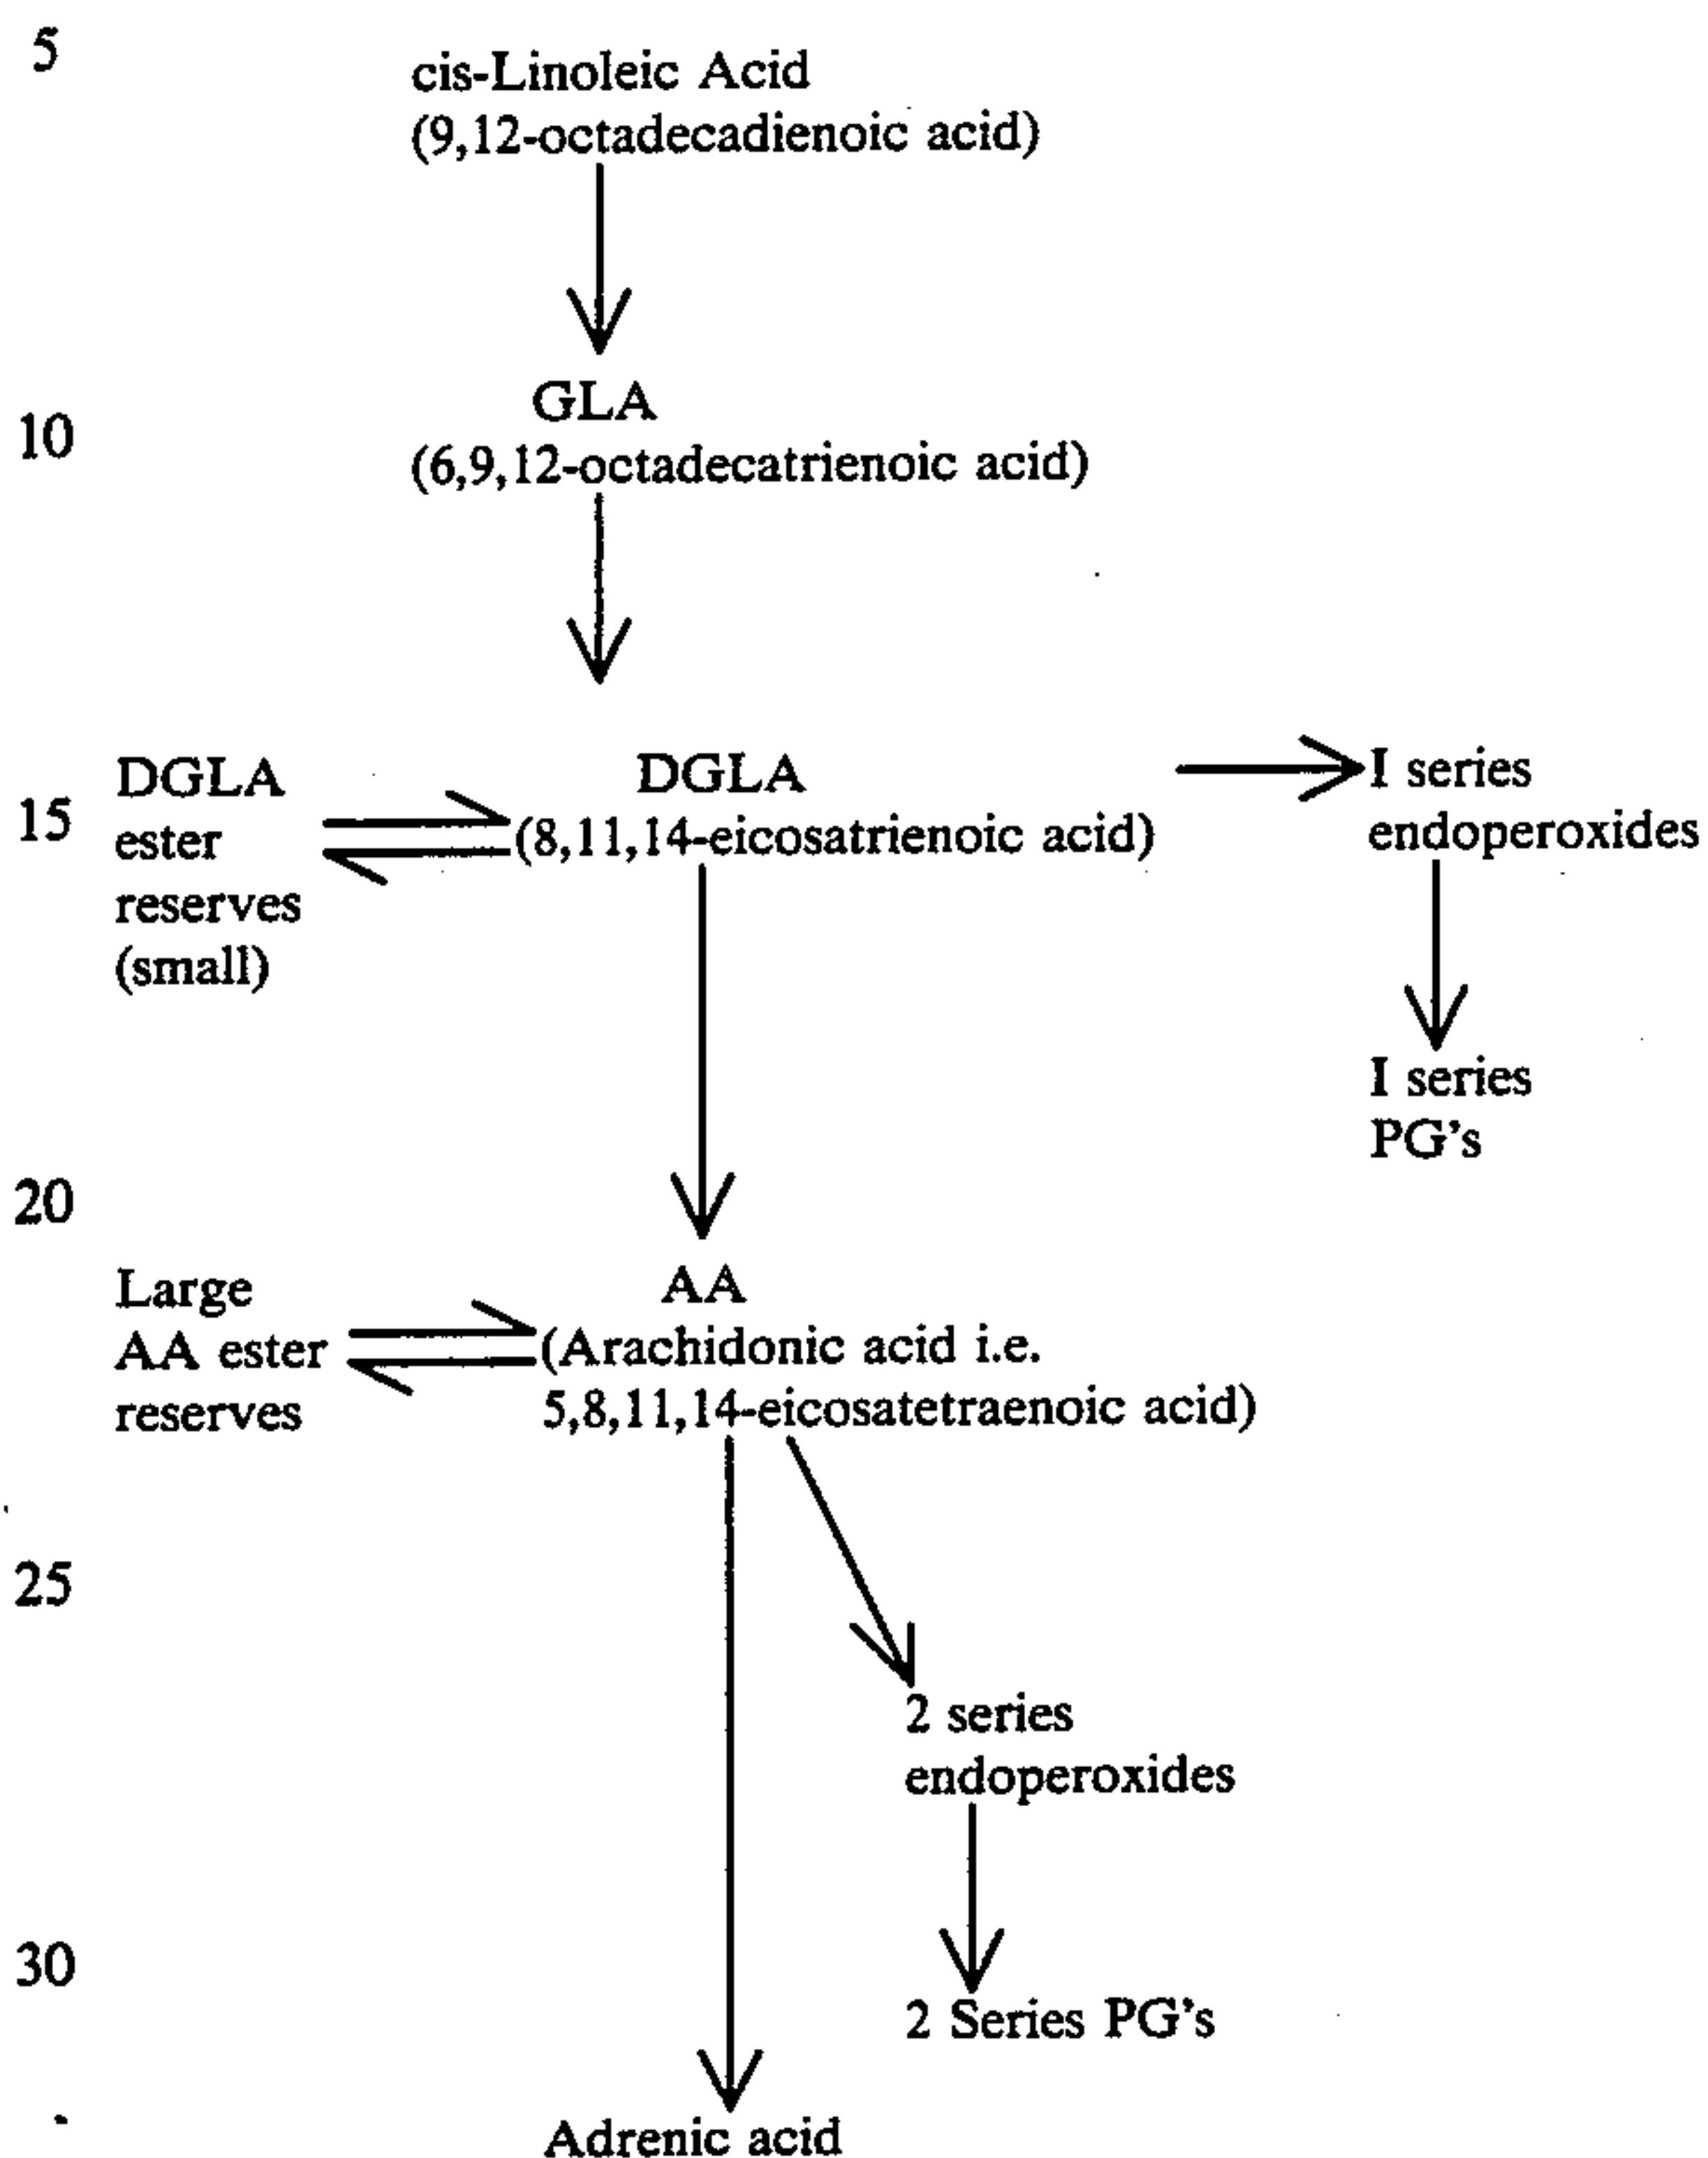 5
cis-Linoleic Acid
(9,12-octadecadienoic acid)
GLA
10
(6,9,12-octadecatrienoic acid)
DGLA
ester
reserves
(small)
15
DGLA
(8,11,14-eicosatrienoic acid)
I series
endoperoxides
I series
PG's
20
Large
AA ester
reserves
AA
(Arachidonic acid i.e.
5,8,11,14-eicosatetraenoic acid)
25
2 series
endoperoxides
30
2 Series PG's
Adrenic acid